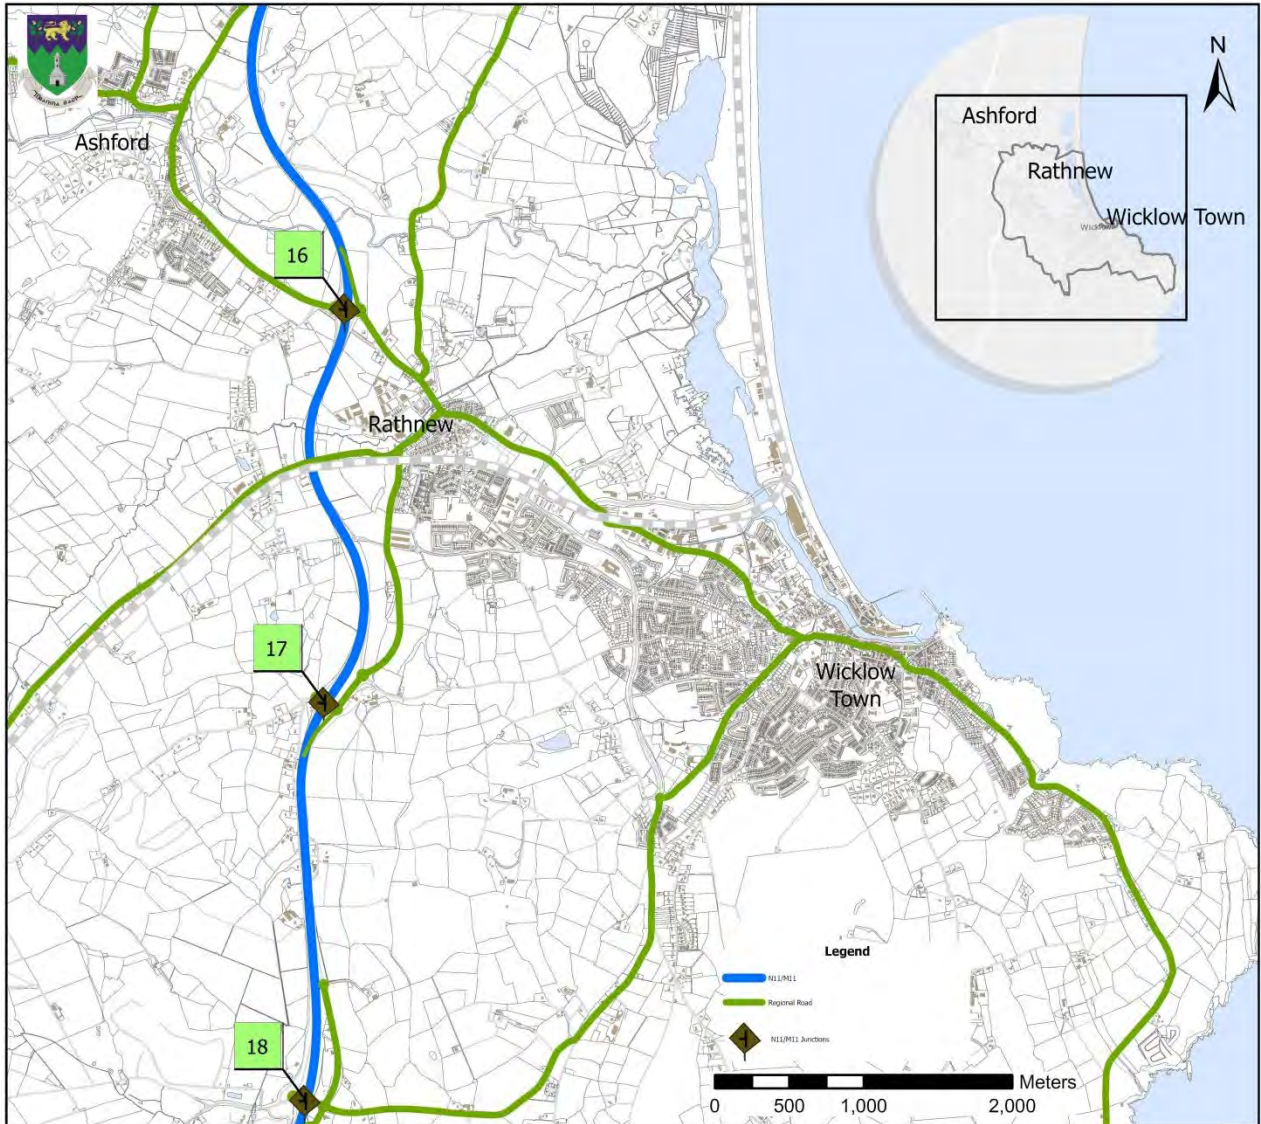 Ashford
16
Rathnew
17
Wicklow
Town
18
N
Ashford
Rathnew
Wicklow Town
Legend
N11/M11
Regional Road
N11/M11 Junctions
Meters
0 500 1,000 2,000